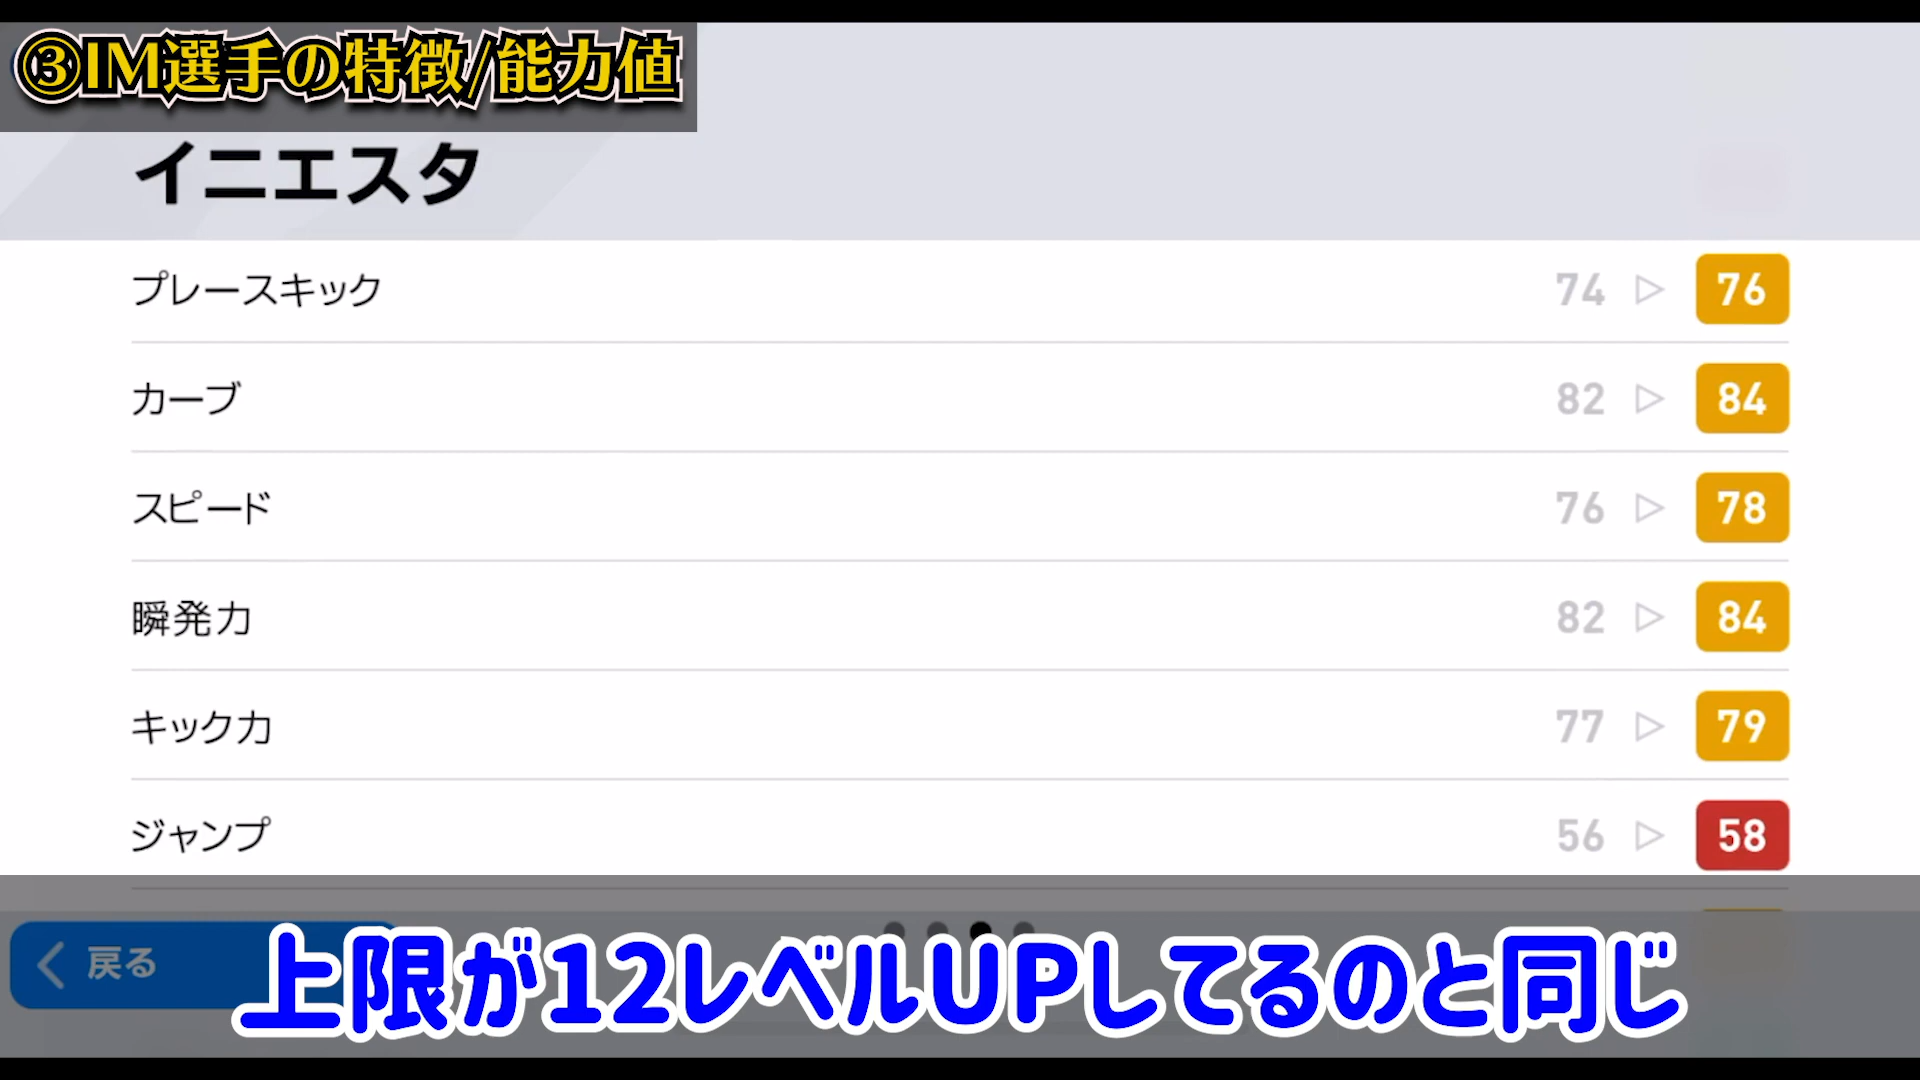 ③IM選手の特徴/能力値
イニエスタ
プレースキック 74 ▷ 76
カーブ 82 ▷ 84
スピード 76 ▷ 78
瞬発力 82 ▷ 84
キック力 77 ▷ 79
ジャンプ 56 ▷ 58
戻る
上限が12レベルUPしてるのと同じ